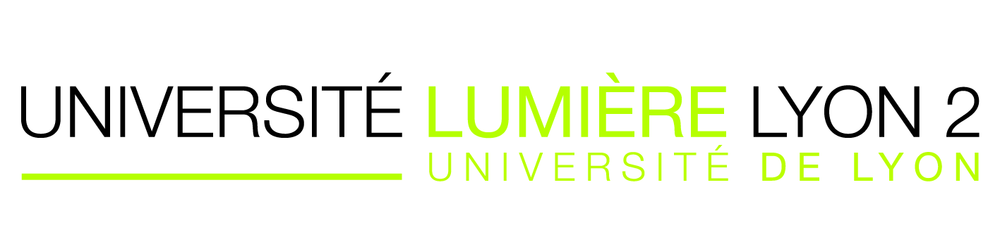 UNIVERSITÉ LUMIÈRE LYON 2
UNIVERSITÉ DE LYON